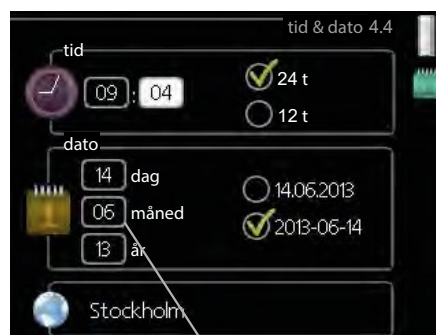 tid & dato 4.4
tid
09 : 04
24 t
12 t
dato
14 dag
06 måned
13 år
14.06.2013
2013-06-14
Stockholm